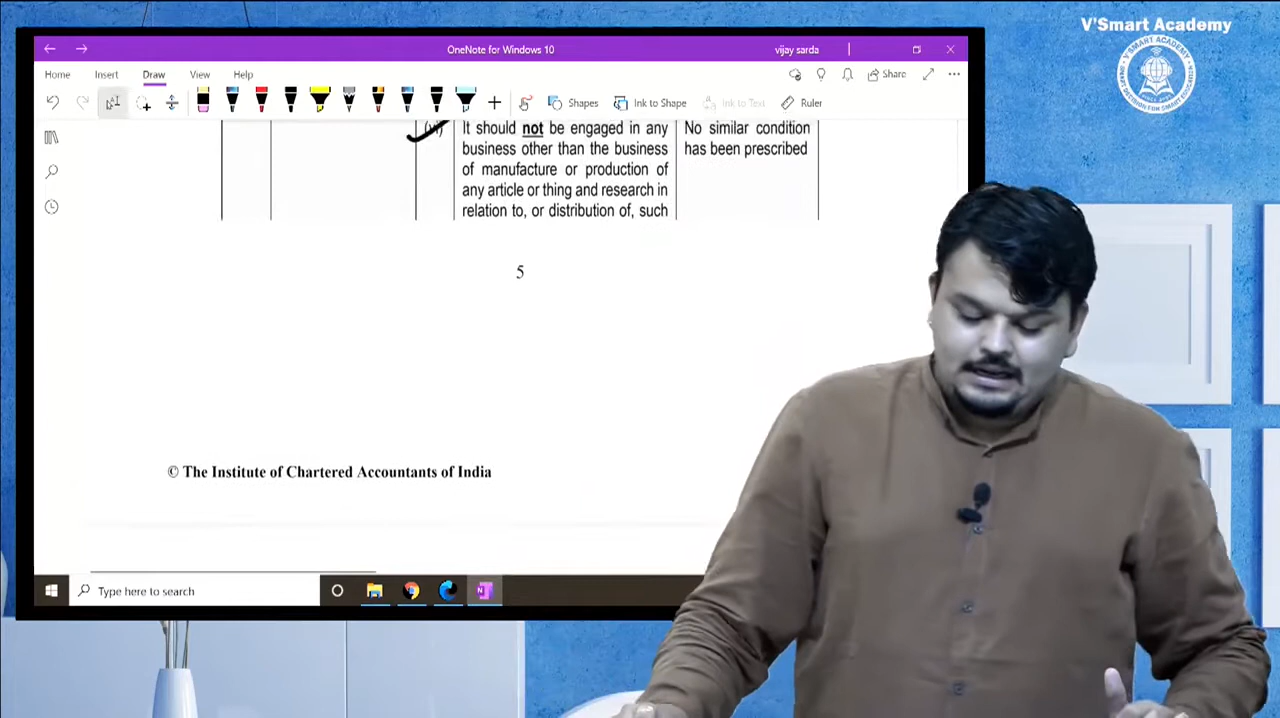 V'Smart Academy
OneNote for Windows 10
vijay sarda
Home
Insert
Draw
View
Help
Share
Shapes
Ink to Shape
Ink to Text
Ruler
(vi)
It should not be engaged in any
business other than the business
of manufacture or production of
any article or thing and research in
relation to, or distribution of, such
No similar condition
has been prescribed
5
© The Institute of Chartered Accountants of India
Type here to search